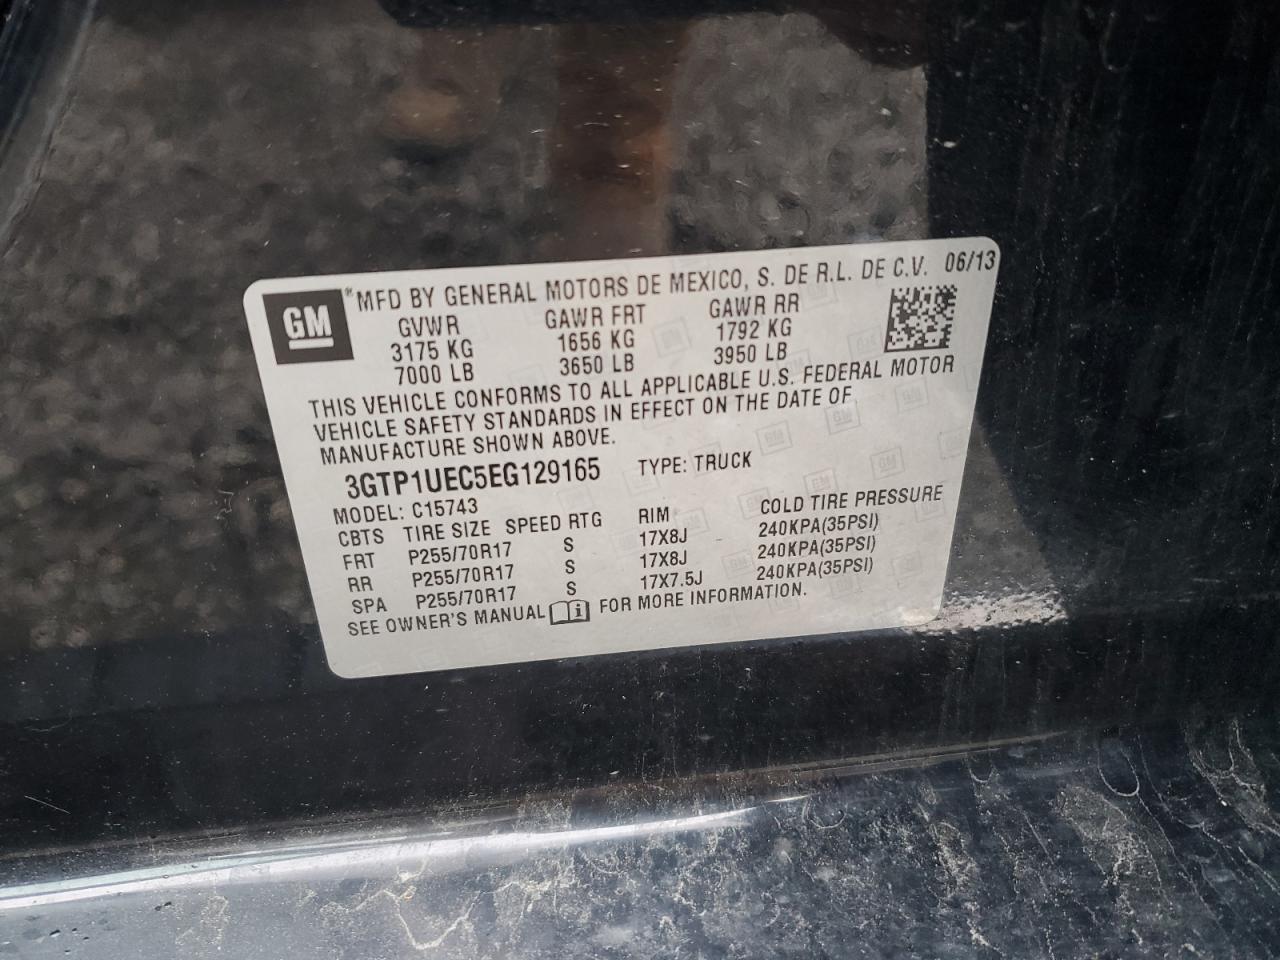 GM
®MFD BY GENERAL MOTORS DE MEXICO, S. DE R.L. DE C.V. 06/13
GVWR GAWR FRT GAWR RR
3175 KG 1656 KG 1792 KG
7000 LB 3650 LB 3950 LB
THIS VEHICLE CONFORMS TO ALL APPLICABLE U.S. FEDERAL MOTOR
VEHICLE SAFETY STANDARDS IN EFFECT ON THE DATE OF
MANUFACTURE SHOWN ABOVE.
3GTP1UEC5EG129165 TYPE: TRUCK
MODEL: C15743
CBTS TIRE SIZE SPEED RTG RIM COLD TIRE PRESSURE
FRT P255/70R17 S 17X8J 240KPA(35PSI)
RR P255/70R17 S 17X8J 240KPA(35PSI)
SPA P255/70R17 S 17X7.5J 240KPA(35PSI)
SEE OWNER'S MANUAL i FOR MORE INFORMATION.